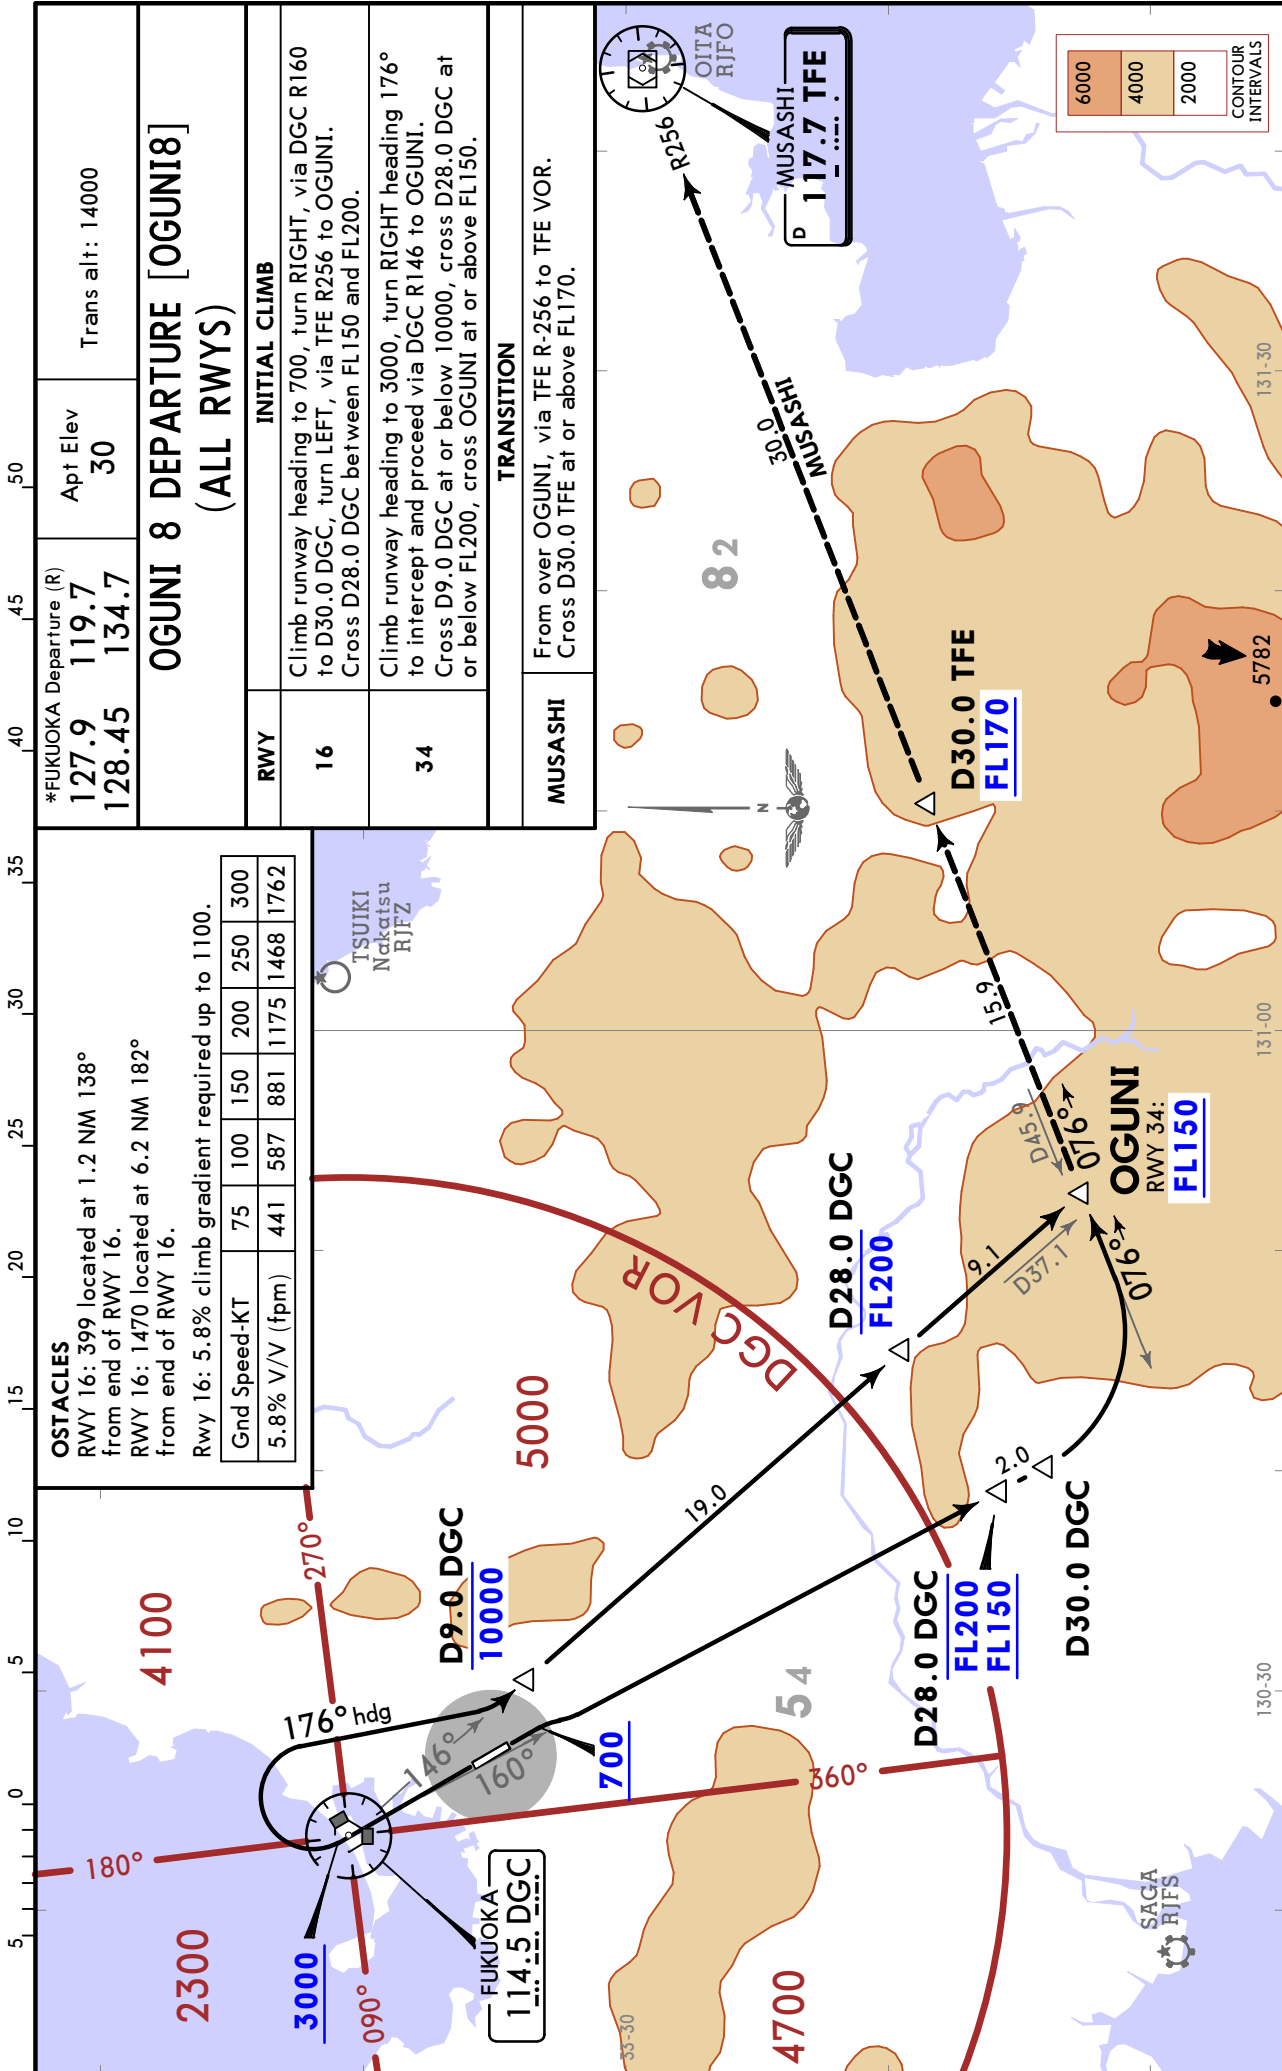 *FUKUOKA Departure (R)
127.9 119.7
128.45 134.7
Apt Elev
30
Trans alt: 14000
OGUNI 8 DEPARTURE [OGUNI8]
(ALL RWYS)
RWY INITIAL CLIMB
16
Climb runway heading to 700, turn RIGHT, via DGC R160
to D30.0 DGC, turn LEFT, via TFE R256 to OGUNI.
Cross D28.0 DGC between FL150 and FL200.
34
Climb runway heading to 3000, turn RIGHT heading 176°
to intercept and proceed via DGC R146 to OGUNI.
Cross D9.0 DGC at or below 10000, cross D28.0 DGC at
or below FL200, cross OGUNI at or above FL150.
TRANSITION
MUSASHI
From over OGUNI, via TFE R-256 to TFE VOR.
Cross D30.0 TFE at or above FL170.
OSTACLES
RWY 16: 399 located at 1.2 NM 138°
from end of RWY 16.
RWY 16: 1470 located at 6.2 NM 182°
from end of RWY 16.
Rwy 16: 5.8% climb gradient required up to 1100.
Gnd Speed-KT 75 100 150 200 250 300
5.8% V/V (fpm) 441 587 881 1175 1468 1762
5 0 5 10 15 20 25 30 35 40 45 50
2300
4100
180°
270°
090°
360°
3000
176° hdg
FUKUOKA
114.5 DGC
146°
160°
700
D9.0 DGC
10000
5000
4700
5 4
8 2
DGC VOR
19.0
D28.0 DGC
FL200
D28.0 DGC
FL200
FL150
2.0
D30.0 DGC
9.1
D37.1
076°
D45.9
076°
OGUNI
RWY 34:
FL150
15.9
D30.0 TFE
FL170
30.0
MUSASHI
R256
MUSASHI
D
117.7 TFE
OITA
RJFO
TSUIKI
Nakatsu
RJFZ
SAGA
RJFS
N
5782
33-30
130-30
131-00
131-30
6000
4000
2000
CONTOUR
INTERVALS